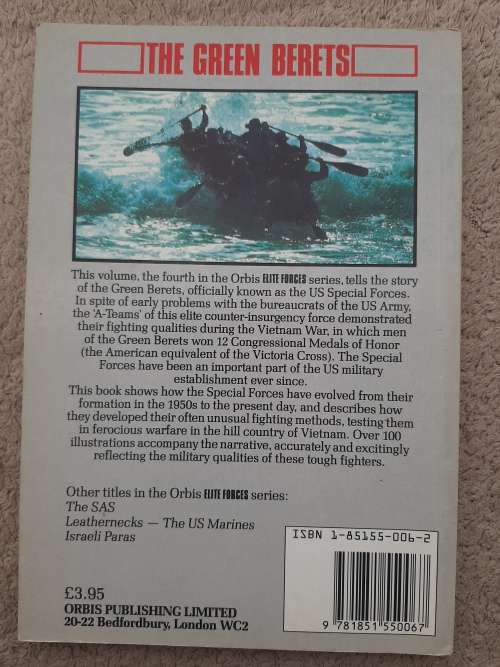 THE GREEN BERETS
This volume, the fourth in the Orbis ELITE FORCES series, tells the story
of the Green Berets, officially known as the US Special Forces.
In spite of early problems with the bureaucrats of the US Army,
the 'A-Teams' of this elite counter-insurgency force demonstrated
their fighting qualities during the Vietnam War, in which men
of the Green Berets won 12 Congressional Medals of Honor
(the American equivalent of the Victoria Cross). The Special
Forces have been an important part of the US military
establishment ever since.
This book shows how the Special Forces have evolved from their
formation in the 1950s to the present day, and describes how
they developed their often unusual fighting methods, testing them
in ferocious warfare in the hill country of Vietnam. Over 100
illustrations accompany the narrative, accurately and excitingly
reflecting the military qualities of these tough fighters.
Other titles in the Orbis ELITE FORCES series:
The SAS
Leathernecks — The US Marines
Israeli Paras
ISBN 1-85155-006-2
9 781851 550067
£3.95
ORBIS PUBLISHING LIMITED
20-22 Bedfordbury, London WC2